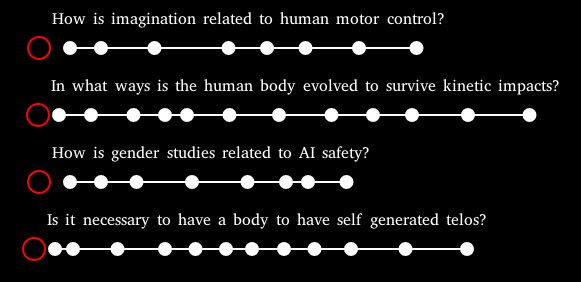 How is imagination related to human motor control?
In what ways is the human body evolved to survive kinetic impacts?
How is gender studies related to AI safety?
Is it necessary to have a body to have self generated telos?